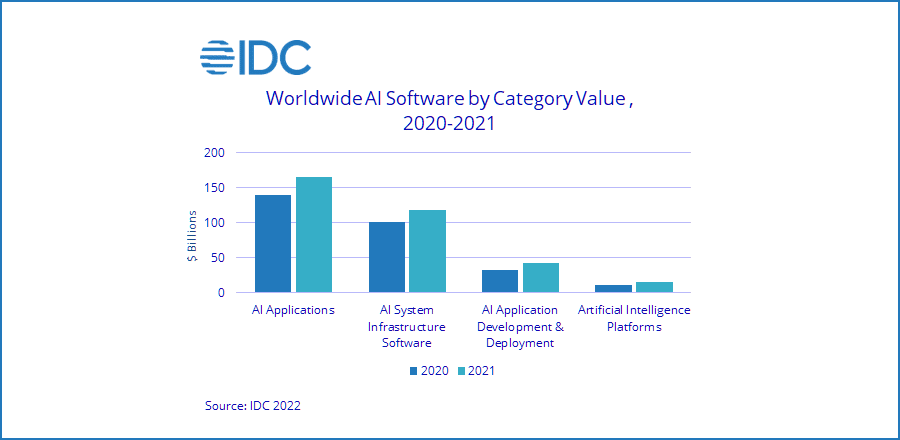 IDC
Worldwide AI Software by Category Value ,
2020-2021
200
150
100
50
0
$ Billions
AI Applications
AI System
Infrastructure
Software
AI Application
Development &
Deployment
Artificial Intelligence
Platforms
2020 2021
Source: IDC 2022